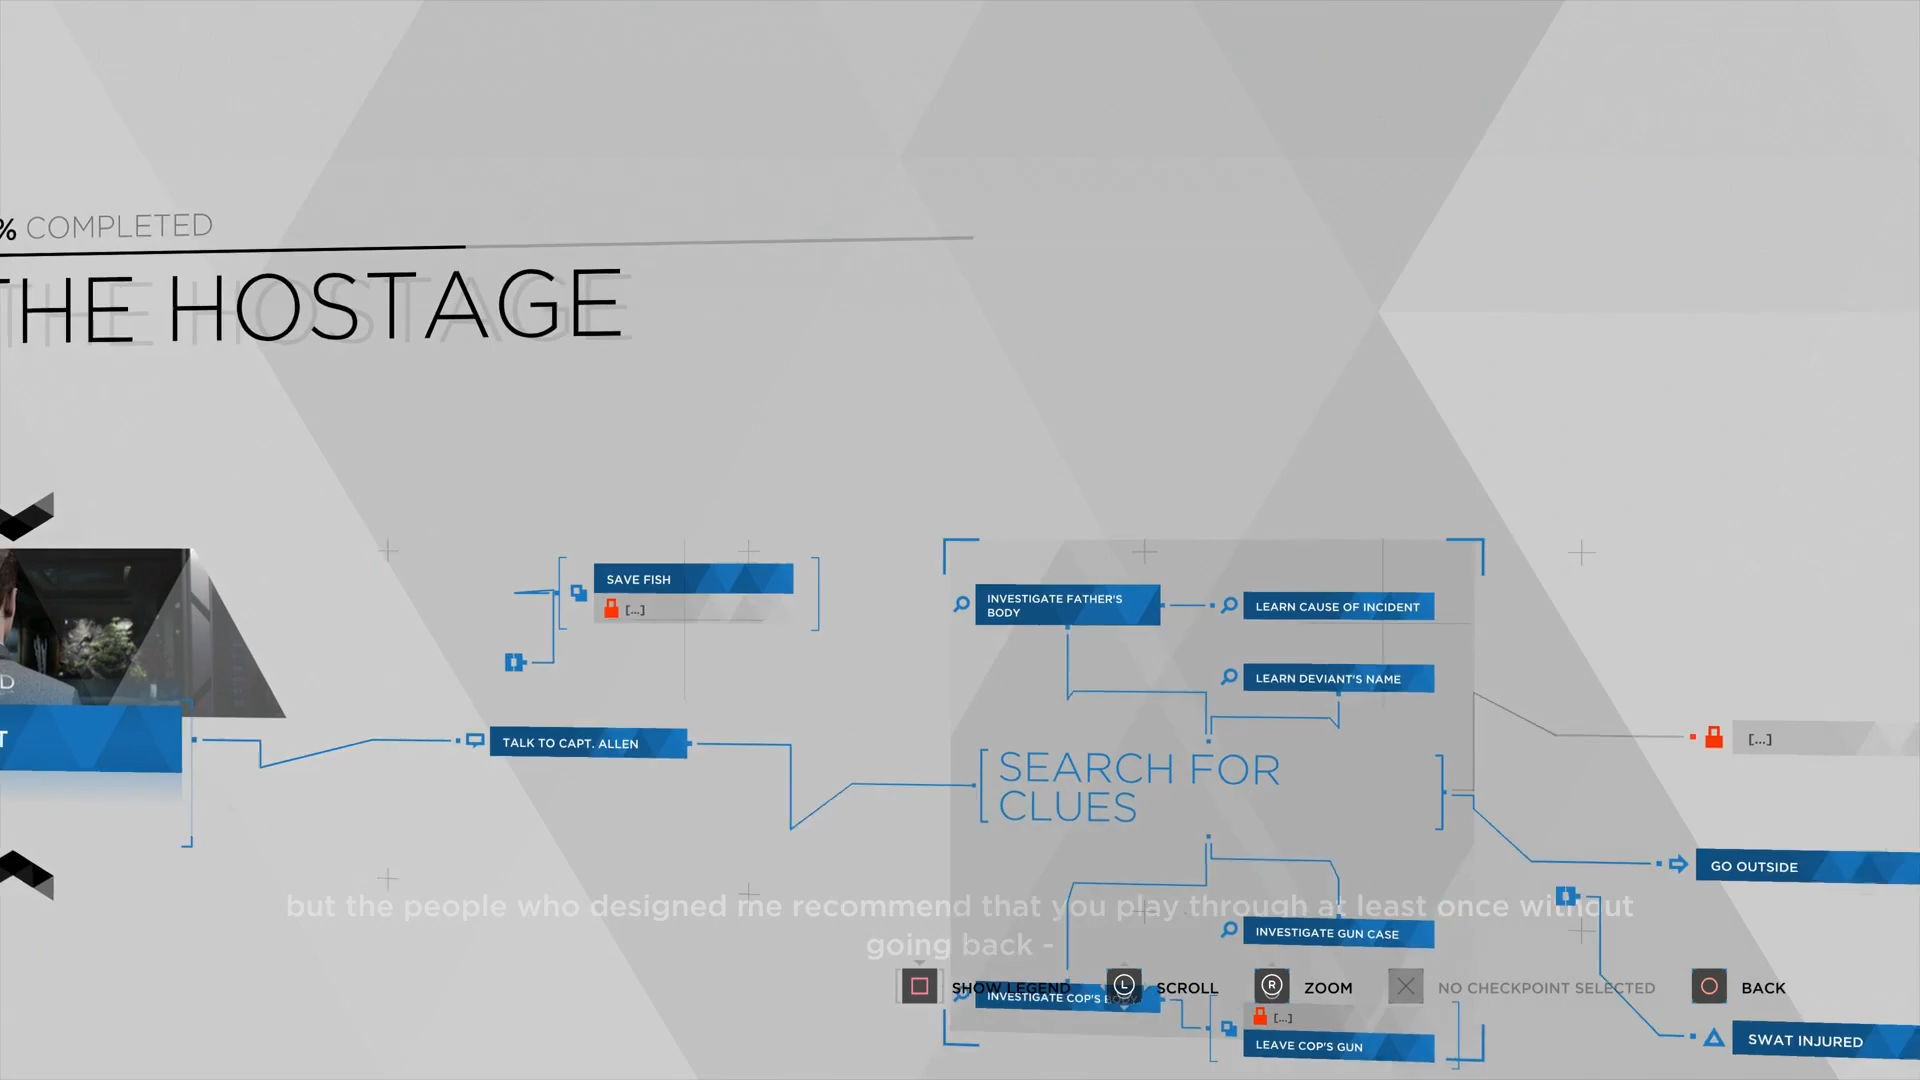 % COMPLETED
THE HOSTAGE
SAVE FISH
[...]
INVESTIGATE FATHER'S
BODY
LEARN CAUSE OF INCIDENT
LEARN DEVIANT'S NAME
D
T
TALK TO CAPT. ALLEN
SEARCH FOR
CLUES
[...]
GO OUTSIDE
but the people who designed me recommend that you play through at least once without
going back -
INVESTIGATE GUN CASE
SHOW LEGEND
L
SCROLL
R
ZOOM
NO CHECKPOINT SELECTED
BACK
INVESTIGATE COP'S BODY
[...]
LEAVE COP'S GUN
SWAT INJURED